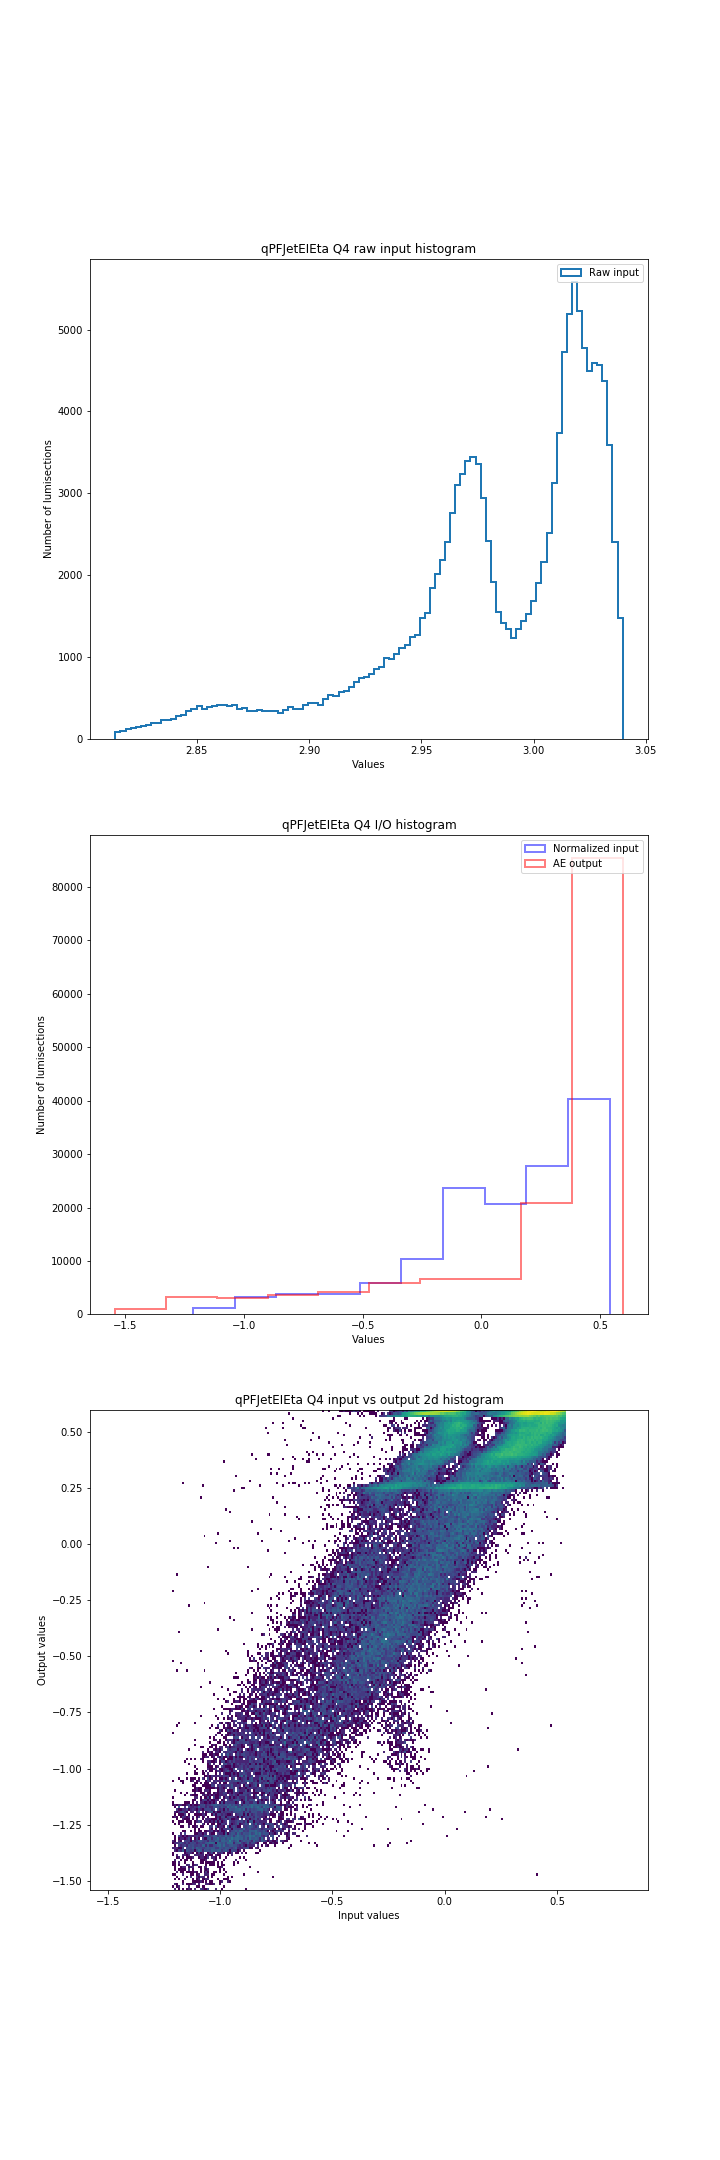 qPFJetEIEta Q4 raw input histogram
Raw input
5000
4000
3000
2000
1000
0
Number of lumisections
2.85 2.90 2.95 3.00 3.05
Values
qPFJetEIEta Q4 I/O histogram
Normalized input
AE output
80000
70000
60000
50000
40000
30000
20000
10000
0
Number of lumisections
−1.5 −1.0 −0.5 0.0 0.5
Values
qPFJetEIEta Q4 input vs output 2d histogram
0.50
0.25
0.00
−0.25
−0.50
−0.75
−1.00
−1.25
−1.50
Output values
−1.5 −1.0 −0.5 0.0 0.5
Input values